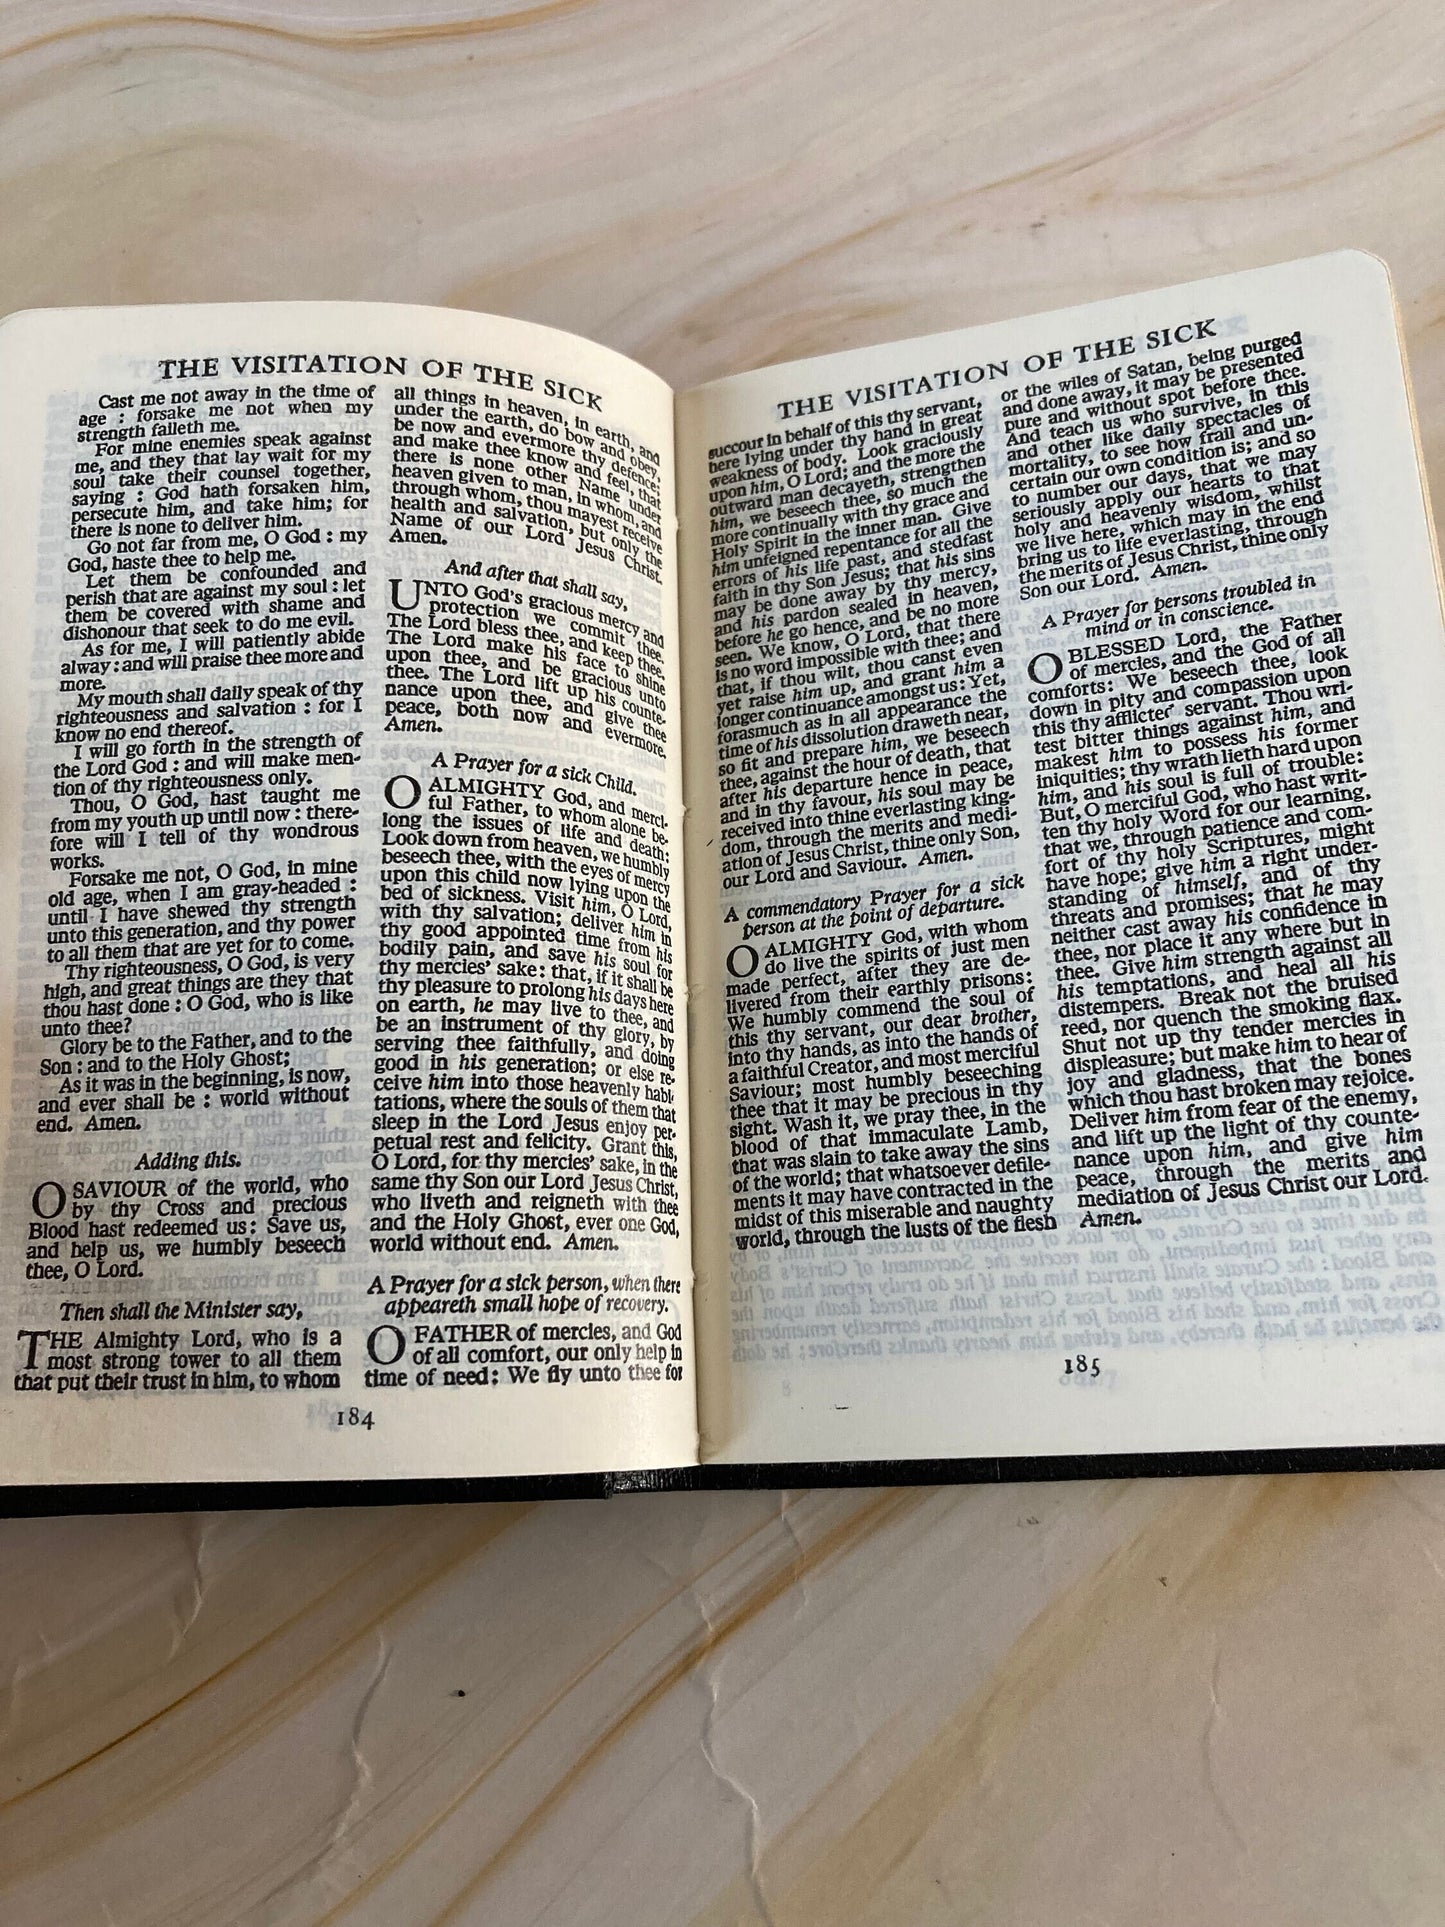 THE VISITATION OF THE SICK
Cast me not away in the time of
age : forsake me not when my
strength faileth me.
For mine enemies speak against
me, and they that lay wait for my
soul take their counsel together,
saying : God hath forsaken him,
persecute him, and take him; for
there is none to deliver him.
Go not far from me, O God : my
God, haste thee to help me.
Let them be confounded and
perish that are against my soul : let
them be covered with shame and
dishonour that seek to do me evil.
As for me, I will patiently abide
alway : and will praise thee more and
more.
My mouth shall daily speak of thy
righteousness and salvation : for I
know no end thereof.
I will go forth in the strength of
the Lord God : and will make men-
tion of thy righteousness only.
Thou, O God, hast taught me
from my youth up until now : there-
fore will I tell of thy wondrous
works.
Forsake me not, O God, in mine
old age, when I am gray-headed :
until I have shewed thy strength
unto this generation, and thy power
to all them that are yet for to come.
Thy righteousness, O God, is very
high, and great things are they that
thou hast done : O God, who is like
unto thee?
Glory be to the Father, and to the
Son : and to the Holy Ghost;
As it was in the beginning, is now,
and ever shall be : world without
end. Amen.
Adding this.
O SAVIOUR of the world, who
by thy Cross and precious
Blood hast redeemed us: Save us,
and help us, we humbly beseech
thee, O Lord.
Then shall the Minister say,
THE Almighty Lord, who is a
most strong tower to all them
that put their trust in him, to whom
all things in heaven, in earth, and
under the earth, do bow and obey,
be now and evermore thy defence;
and make thee know and feel, that
there is none other Name under
heaven given to man, in whom, and
through whom, thou mayest receive
health and salvation, but only the
Name of our Lord Jesus Christ.
Amen.
And after that shall say,
UNTO God's gracious mercy and
protection we commit thee.
The Lord bless thee, and keep thee.
The Lord make his face to shine
upon thee, and be gracious unto
thee. The Lord lift up his counte-
nance upon thee, and give thee
peace, both now and evermore.
Amen.
A Prayer for a sick Child.
O ALMIGHTY God, and merci-
ful Father, to whom alone be-
long the issues of life and death:
Look down from heaven, we humbly
beseech thee, with the eyes of mercy
upon this child now lying upon the
bed of sickness. Visit him, O Lord,
with thy salvation; deliver him in
thy good appointed time from his
bodily pain, and save his soul for
thy mercies' sake: that, if it shall be
thy pleasure to prolong his days here
on earth, he may live to thee, and
be an instrument of thy glory, by
serving thee faithfully, and doing
good in his generation; or else re-
ceive him into those heavenly habi-
tations, where the souls of them that
sleep in the Lord Jesus enjoy per-
petual rest and felicity. Grant this,
O Lord, for thy mercies' sake, in the
same thy Son our Lord Jesus Christ,
who liveth and reigneth with thee
and the Holy Ghost, ever one God,
world without end. Amen.
A Prayer for a sick person, when there
appeareth small hope of recovery.
O FATHER of mercies, and God
of all comfort, our only help in
time of need: We fly unto thee for
184
THE VISITATION OF THE SICK
succour in behalf of this thy servant,
here lying under thy hand in great
weakness of body. Look graciously
upon him, O Lord; and the more the
outward man decayeth, strengthen
him, we beseech thee, so much the
more continually with thy grace and
Holy Spirit in the inner man. Give
him unfeigned repentance for all the
errors of his life past, and stedfast
faith in thy Son Jesus; that his sins
may be done away by thy mercy,
and his pardon sealed in heaven,
before he go hence, and be no more
seen. We know, O Lord, that there
is no word impossible with thee; and
that, if thou wilt, thou canst even
yet raise him up, and grant him a
longer continuance amongst us: Yet,
forasmuch as in all appearance the
time of his dissolution draweth near,
so fit and prepare him, we beseech
thee, against the hour of death, that
after his departure hence in peace,
and in thy favour, his soul may be
received into thine everlasting king-
dom, through the merits and medi-
ation of Jesus Christ, thine only Son,
our Lord and Saviour. Amen.
A commendatory Prayer for a sick
person at the point of departure.
O ALMIGHTY God, with whom
do live the spirits of just men
made perfect, after they are de-
livered from their earthly prisons:
We humbly commend the soul of
this thy servant, our dear brother,
into thy hands, as into the hands of
a faithful Creator, and most merciful
Saviour; most humbly beseeching
thee that it may be precious in thy
sight. Wash it, we pray thee, in the
blood of that immaculate Lamb,
that was slain to take away the sins
of the world; that whatsoever defile-
ments it may have contracted in the
midst of this miserable and naughty
world, through the lusts of the flesh
or the wiles of Satan, being purged
and done away, it may be presented
pure and without spot before thee.
And teach us who survive, in this
and other like daily spectacles of
mortality, to see how frail and un-
certain our own condition is; and so
to number our days, that we may
seriously apply our hearts to that
holy and heavenly wisdom, whilst
we live here, which may in the end
bring us to life everlasting, through
the merits of Jesus Christ, thine only
Son our Lord. Amen.
A Prayer for persons troubled in
mind or in conscience.
O BLESSED Lord, the Father
of mercies, and the God of all
comforts: We beseech thee, look
down in pity and compassion upon
this thy afflicted servant. Thou wri-
test bitter things against him, and
makest him to possess his former
iniquities; thy wrath lieth hard upon
him, and his soul is full of trouble:
But, O merciful God, who hast writ-
ten thy holy Word for our learning,
that we, through patience and com-
fort of thy holy Scriptures, might
have hope; give him a right under-
standing of himself, and of thy
threats and promises; that he may
neither cast away his confidence in
thee, nor place it any where but in
thee. Give him strength against all
his temptations, and heal all his
distempers. Break not the bruised
reed, nor quench the smoking flax.
Shut not up thy tender mercies in
displeasure; but make him to hear of
joy and gladness, that the bones
which thou hast broken may rejoice.
Deliver him from fear of the enemy,
and lift up the light of thy counte-
nance upon him, and give him
peace, through the merits and
mediation of Jesus Christ our Lord.
Amen.
185